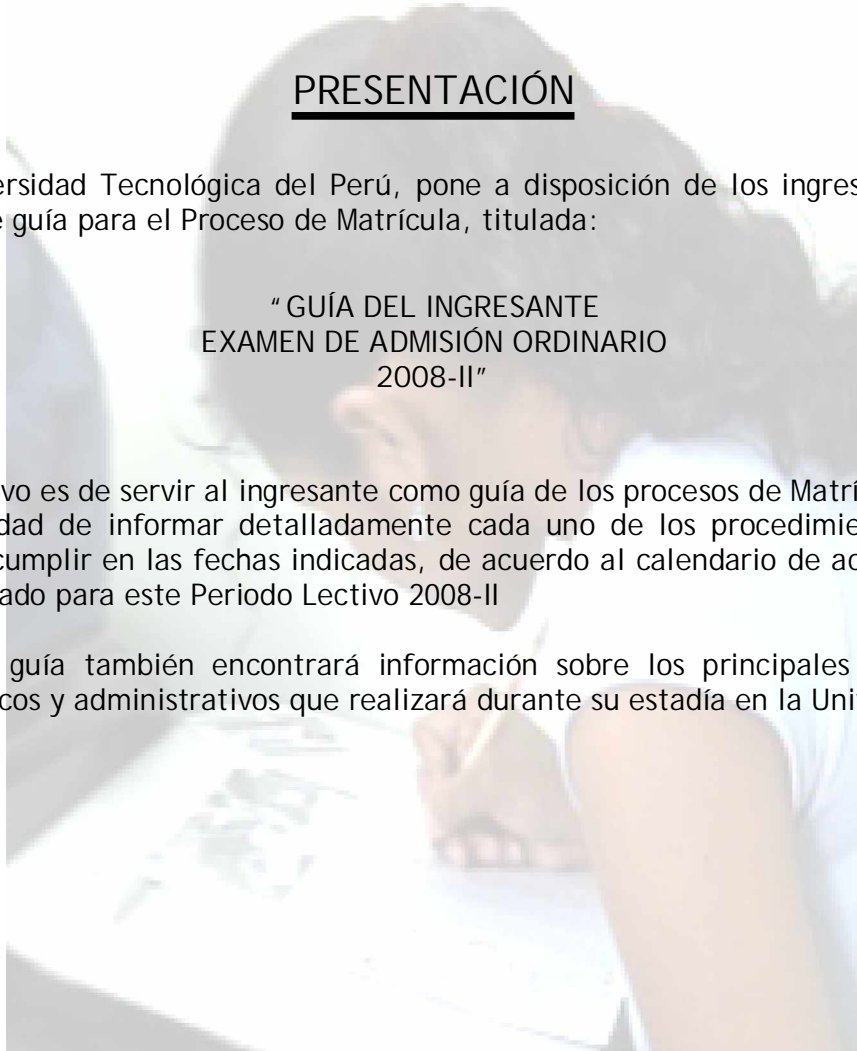 PRESENTACIÓN
ersidad Tecnológica del Perú, pone a disposición de los ingres
e guía para el Proceso de Matrícula, titulada:
“GUÍA DEL INGRESANTE
EXAMEN DE ADMISIÓN ORDINARIO
2008-II”
vo es de servir al ingresante como guía de los procesos de Matrí
dad de informar detalladamente cada uno de los procedimie
cumplir en las fechas indicadas, de acuerdo al calendario de ac
ado para este Periodo Lectivo 2008-II
guía también encontrará información sobre los principales
cos y administrativos que realizará durante su estadía en la Uni